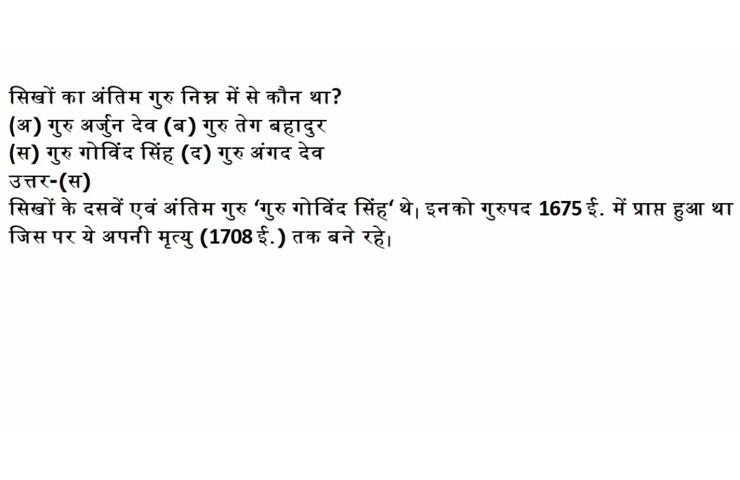 सिखों का अंतिम गुरु निम्न में से कौन था?
(अ) गुरु अर्जुन देव (ब) गुरु तेग बहादुर
(स) गुरु गोविंद सिंह (द) गुरु अंगद देव
उत्तर-(स)
सिखों के दसवें एवं अंतिम गुरु ‘गुरु गोविंद सिंह‘ थे। इनको गुरुपद 1675 ई. में प्राप्त हुआ था
जिस पर ये अपनी मृत्यु (1708 ई.) तक बने रहे।